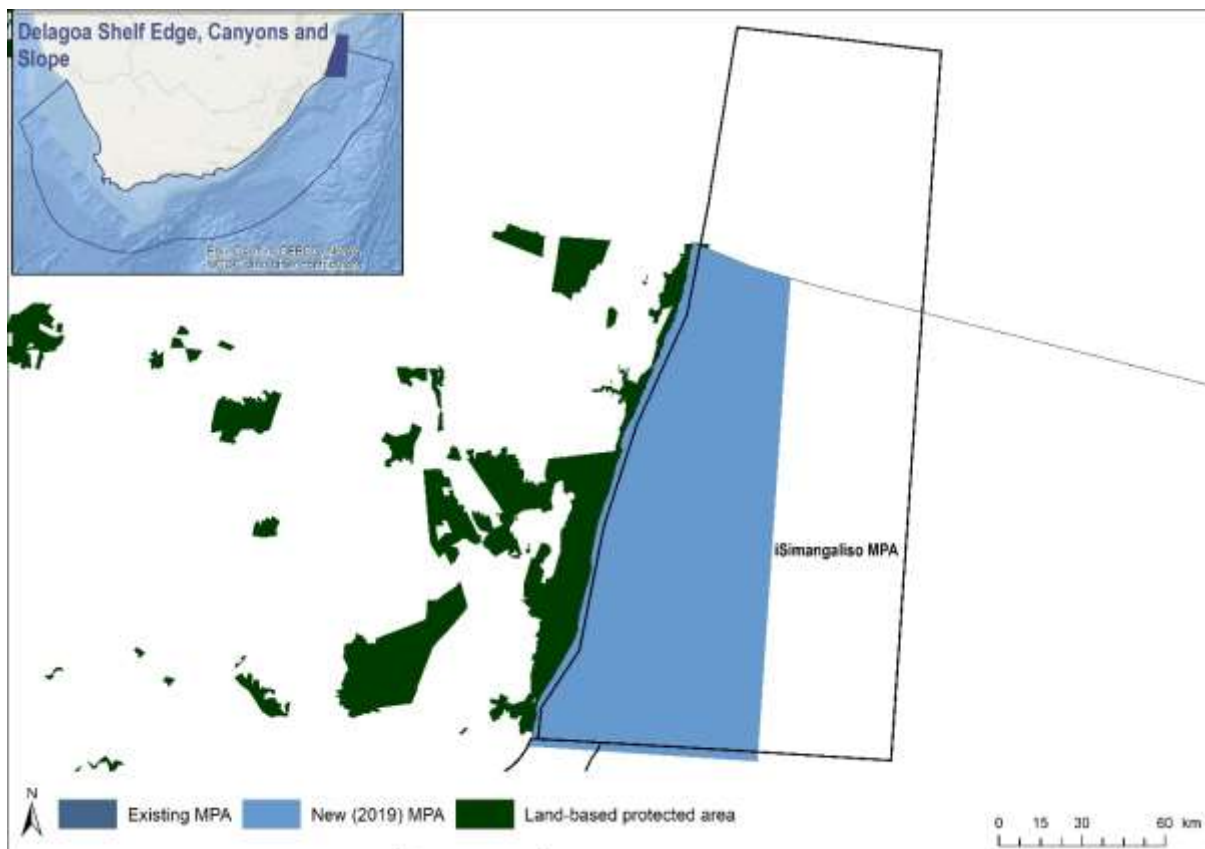 Delagoa Shelf Edge, Canyons and
Slope
iSimangaliso MPA
N
Existing MPA
New (2019) MPA
Land-based protected area
0 15 30 60 km